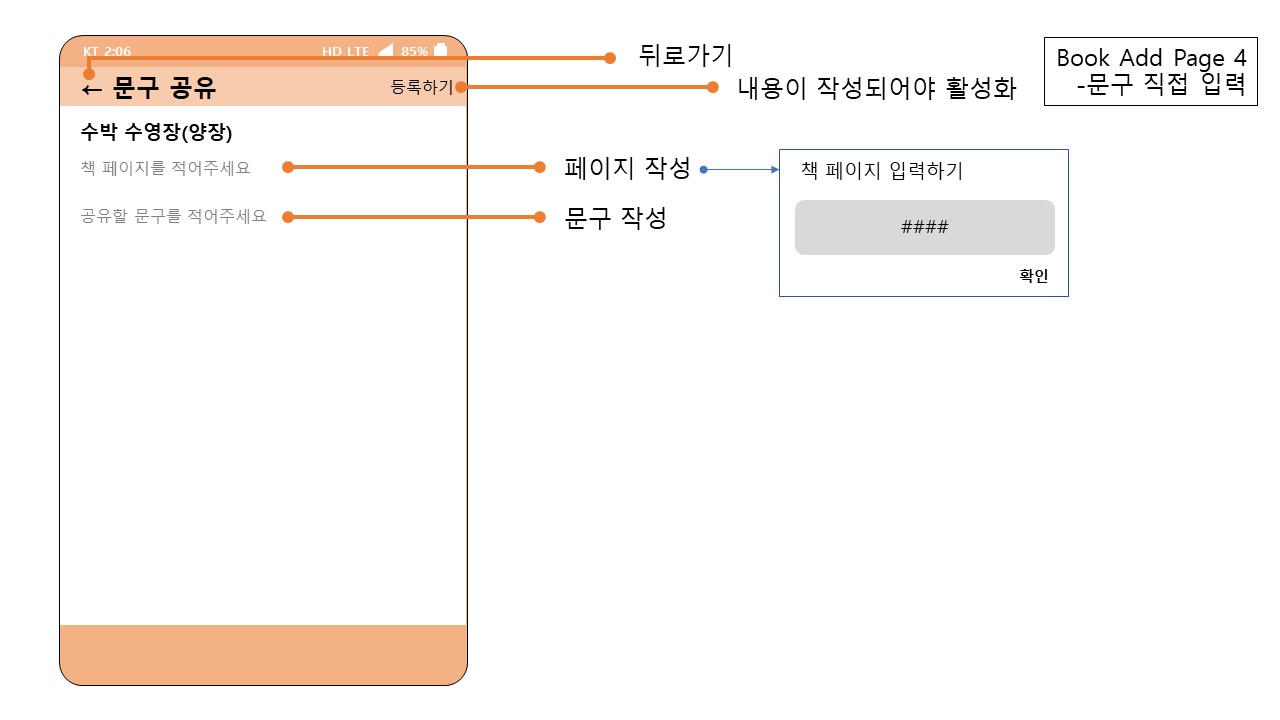 KT 2:06 HD LTE 85%
← 문구 공유 등록하기
수박 수영장(양장)
책 페이지를 적어주세요
공유할 문구를 적어주세요
뒤로가기
내용이 작성되어야 활성화
페이지 작성
문구 작성
책 페이지 입력하기
####
확인
Book Add Page 4
-문구 직접 입력